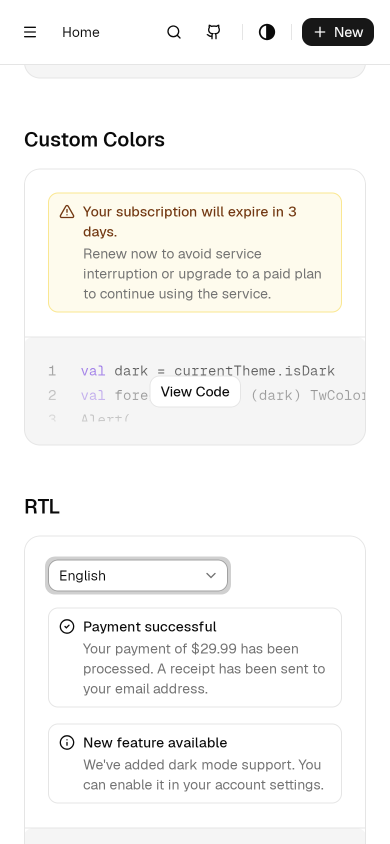 Home
New
Custom Colors
Your subscription will expire in 3
days.
Renew now to avoid service
interruption or upgrade to a paid plan
to continue using the service.
1 val dark = currentTheme.isDark
2 val fore (dark) TwColor
View Code
3 Alert(
RTL
English
Payment successful
Your payment of $29.99 has been
processed. A receipt has been sent to
your email address.
New feature available
We've added dark mode support. You
can enable it in your account settings.